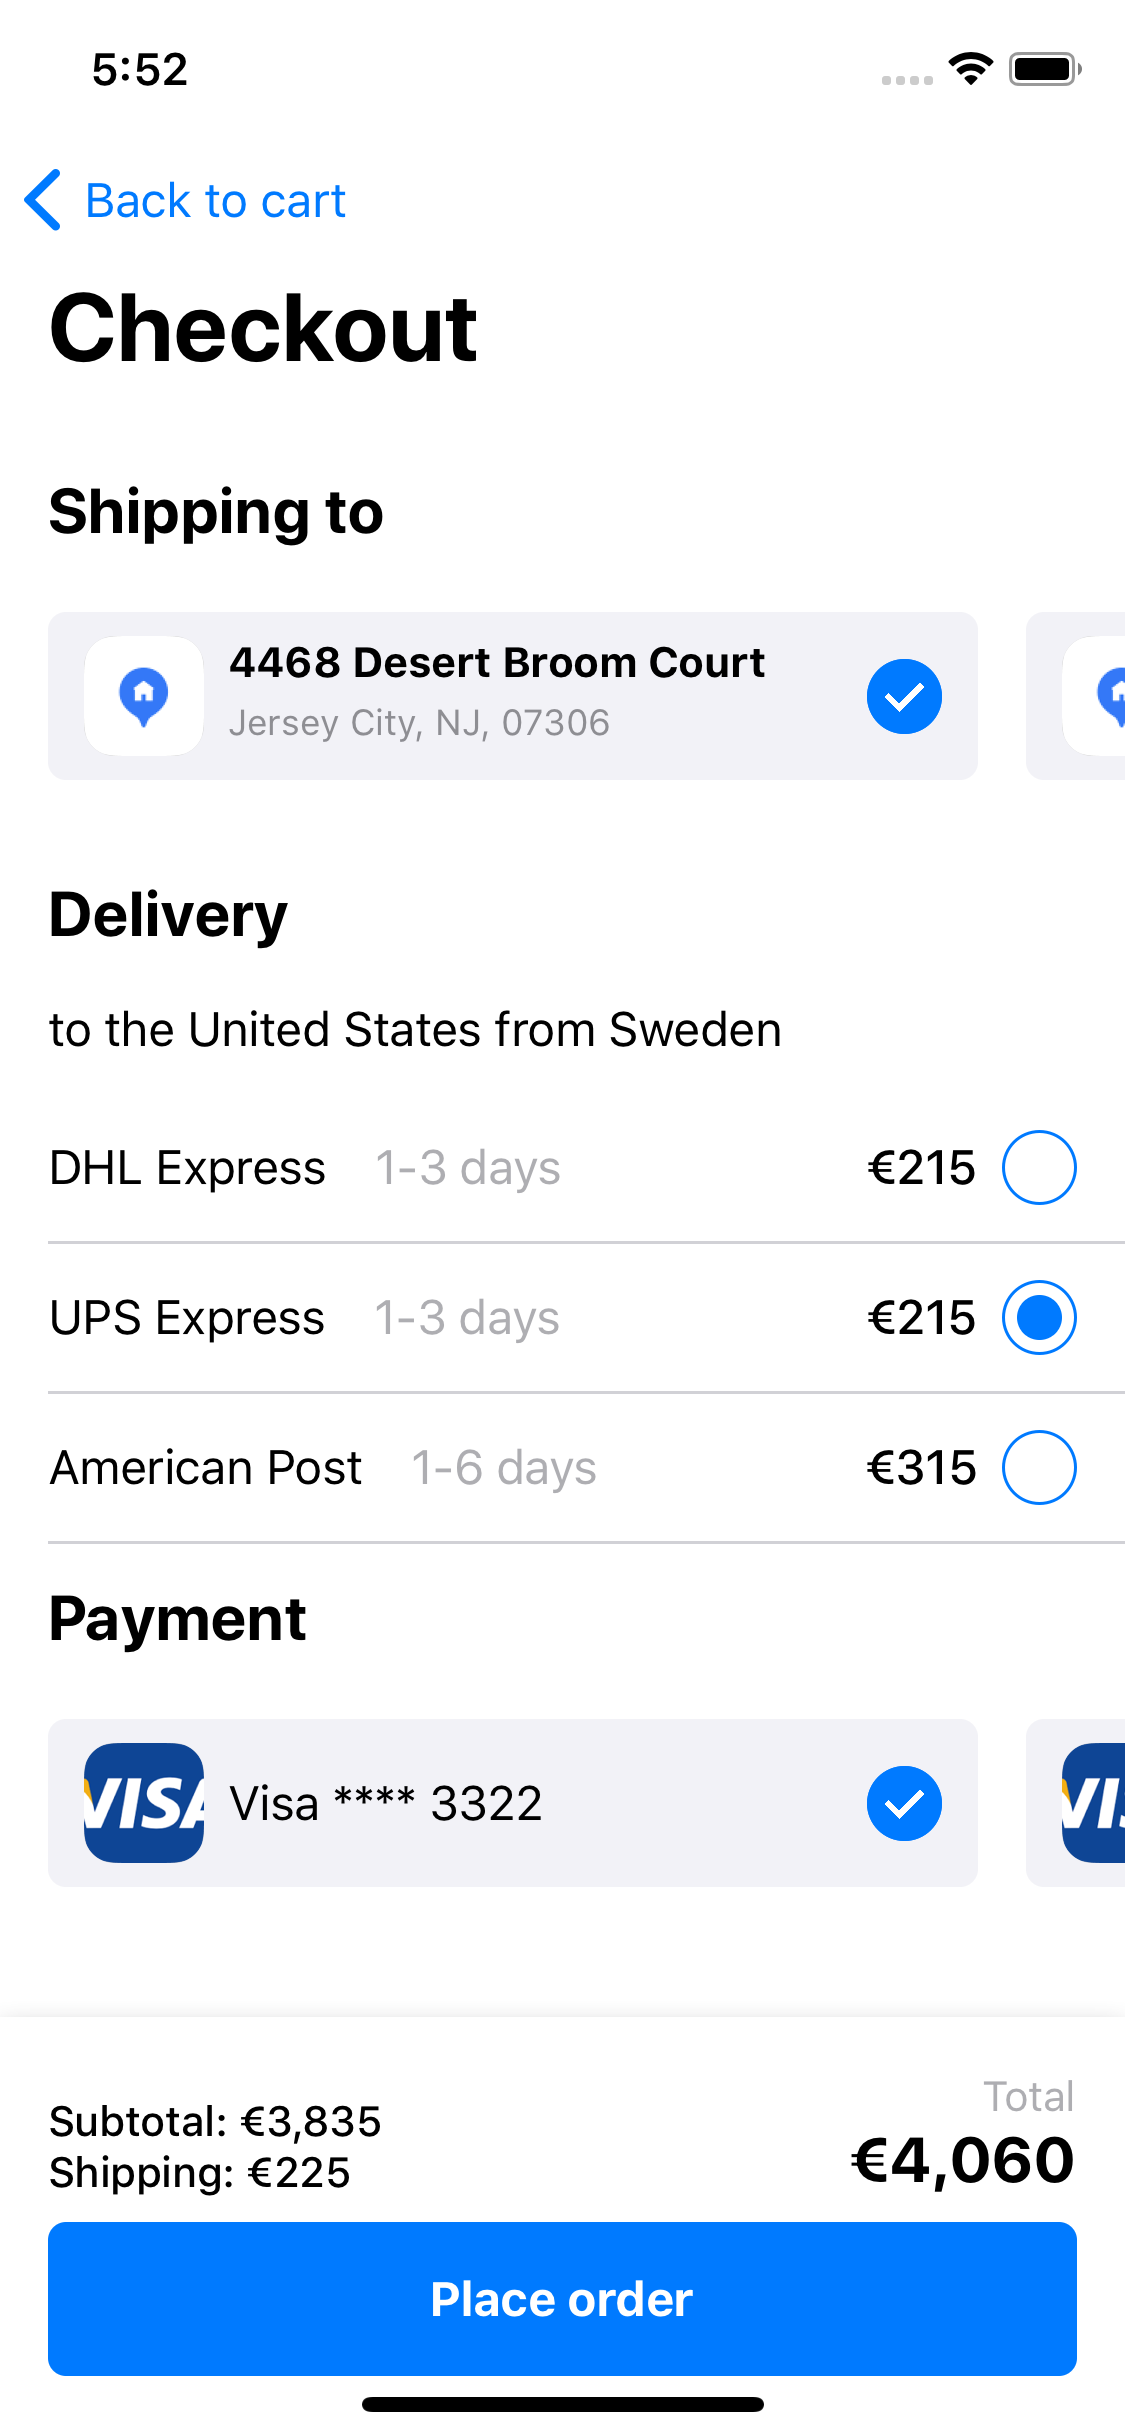 5:52
Back to cart
Checkout
Shipping to
4468 Desert Broom Court
Jersey City, NJ, 07306
Delivery
to the United States from Sweden
DHL Express 1-3 days €215
UPS Express 1-3 days €215
American Post 1-6 days €315
Payment
VISA Visa **** 3322
VIS
Total
Subtotal: €3,835
Shipping: €225
€4,060
Place order